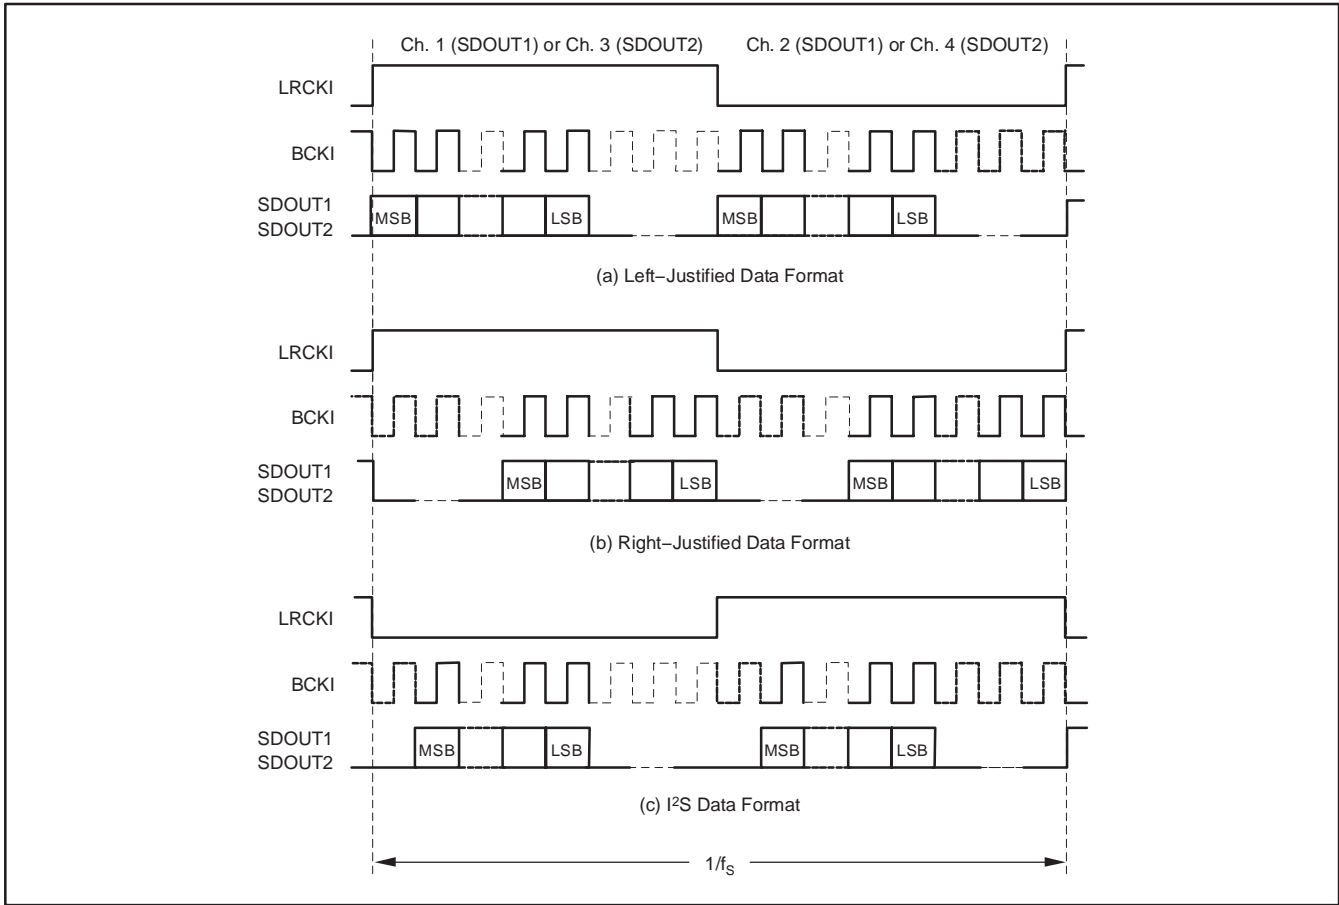 Ch. 1 (SDOUT1) or Ch. 3 (SDOUT2) Ch. 2 (SDOUT1) or Ch. 4 (SDOUT2)
LRCKI
BCKI
SDOUT1
MSB LSB MSB LSB
SDOUT2
(a) Left−Justified Data Format
LRCKI
BCKI
SDOUT1
MSB LSB MSB LSB
SDOUT2
(b) Right−Justified Data Format
LRCKI
BCKI
SDOUT1
MSB LSB MSB LSB
SDOUT2
(c) I²S Data Format
1/fS